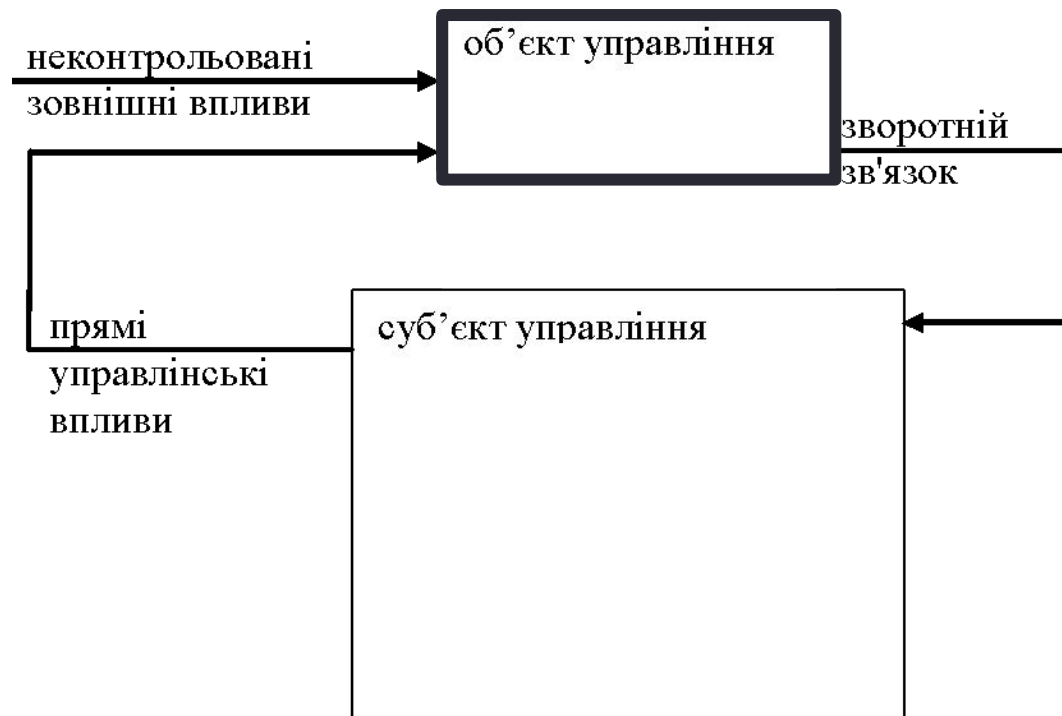 неконтрольовані
зовнішні впливи
об’єкт управління
зворотній
зв'язок
прямі
управлінські
впливи
суб’єкт управління